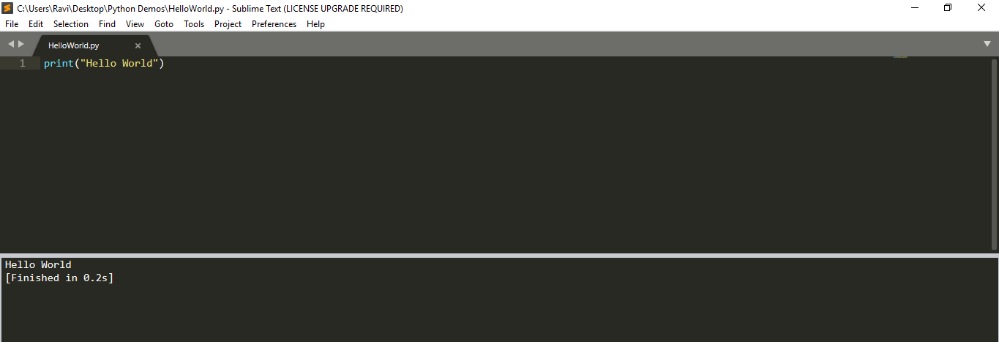 C:\Users\Ravi\Desktop\Python Demos\HelloWorld.py - Sublime Text (LICENSE UPGRADE REQUIRED)
File Edit Selection Find View Goto Tools Project Preferences Help
HelloWorld.py
1 print("Hello World")
Hello World
[Finished in 0.2s]